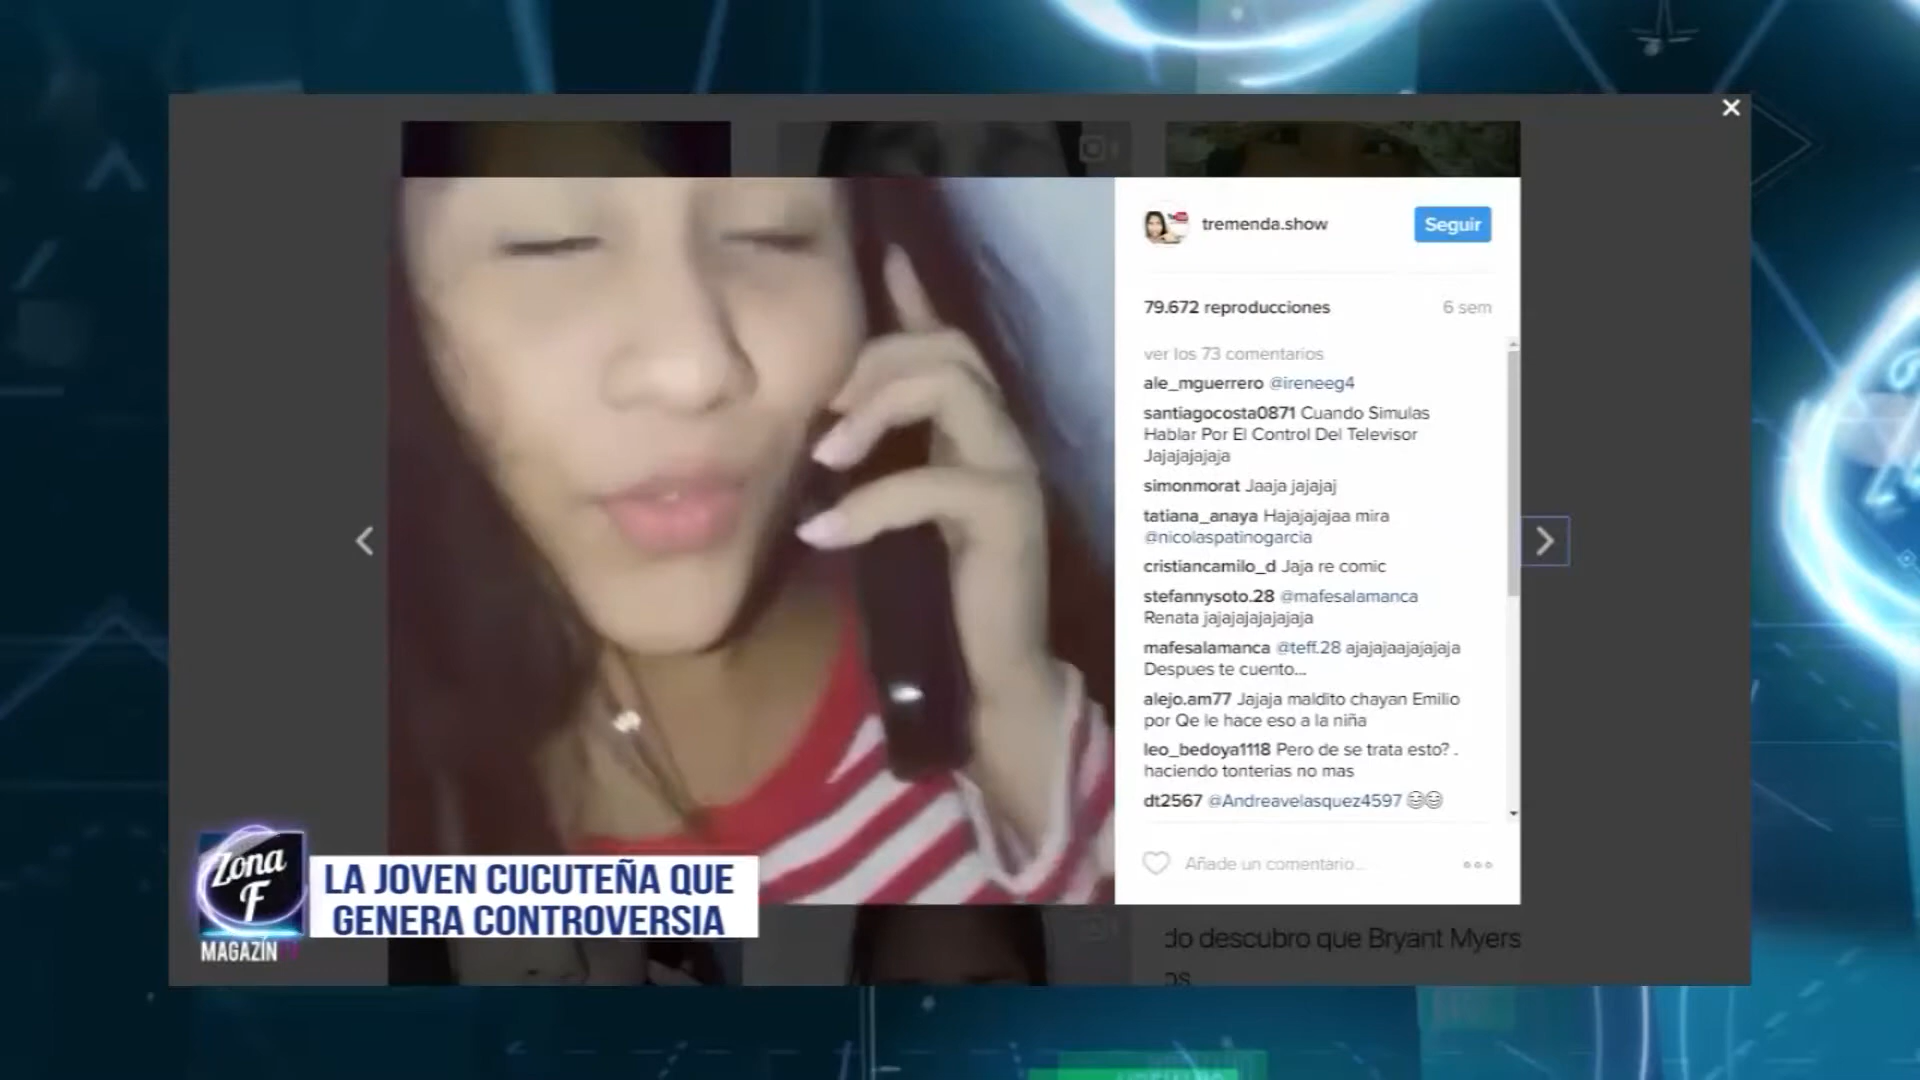 tremenda.show
Seguir
79.672 reproducciones
6 sem
ver los 73 comentarios
ale_mguerrero @ireneeg4
santiagocosta0871 Cuando Simulas
Hablar Por El Control Del Televisor
Jajajajajaja
simonmorat Jaaja jajajaj
tatiana_anaya Hajajajajaa mira
@nicolaspatinogarcia
cristiancamilo_d Jaja re comic
stefannysoto.28 @mafesalamanca
Renata jajajajajajajaja
mafesalamanca @teff.28 ajajajaajajajaja
Despues te cuento...
alejo.am77 Jajaja maldito chayan Emilio
por Qe le hace eso a la niña
leo_bedoya1118 Pero de se trata esto? .
haciendo tonterias no mas
dt2567 @Andreavelasquez4597 😂😂
Añade un comentario...
do descubro que Bryant Myers
os
Zona
F
MAGAZÍN TV
LA JOVEN CUCUTEÑA QUE
GENERA CONTROVERSIA